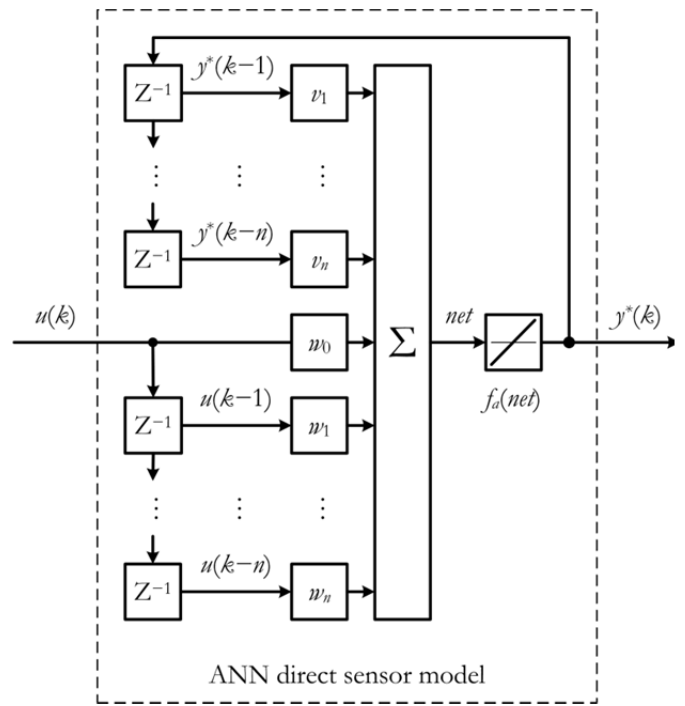 y*(k−1)
Z⁻¹
v₁
⋮ ⋮ ⋮
y*(k−n)
Z⁻¹
vₙ
u(k)
w₀
Σ
net
y*(k)
fₐ(net)
u(k−1)
Z⁻¹
w₁
⋮ ⋮ ⋮
u(k−n)
Z⁻¹
wₙ
ANN direct sensor model